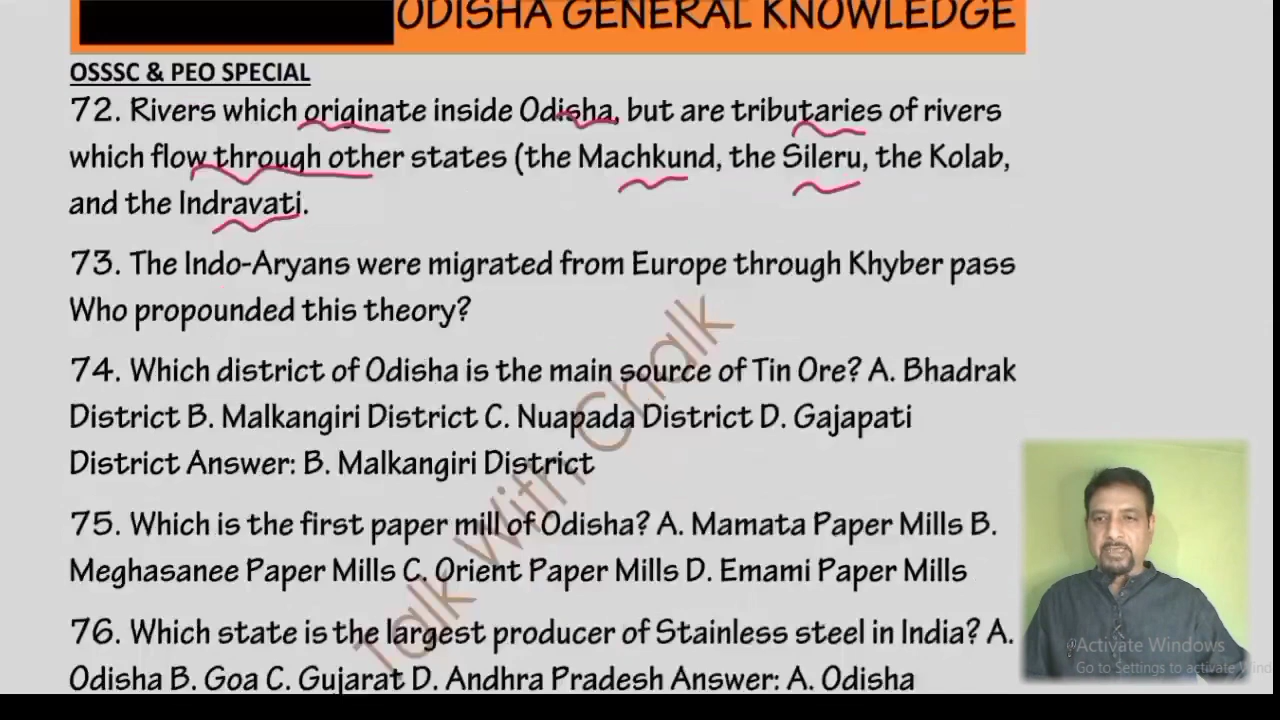 ODISHA GENERAL KNOWLEDGE
OSSSC & PEO SPECIAL
72. Rivers which originate inside Odisha, but are tributaries of rivers
which flow through other states (the Machkund, the Sileru, the Kolab,
and the Indravati.
73. The Indo-Aryans were migrated from Europe through Khyber pass
Who propounded this theory?
74. Which district of Odisha is the main source of Tin Ore? A. Bhadrak
District B. Malkangiri District C. Nuapada District D. Gajapati
District Answer: B. Malkangiri District
75. Which is the first paper mill of Odisha? A. Mamata Paper Mills B.
Meghasanee Paper Mills C. Orient Paper Mills D. Emami Paper Mills
76. Which state is the largest producer of Stainless steel in India? A.
Odisha B. Goa C. Gujarat D. Andhra Pradesh Answer: A. Odisha
Talk With Chalk
Activate Windows
Go to Settings to activate Wind